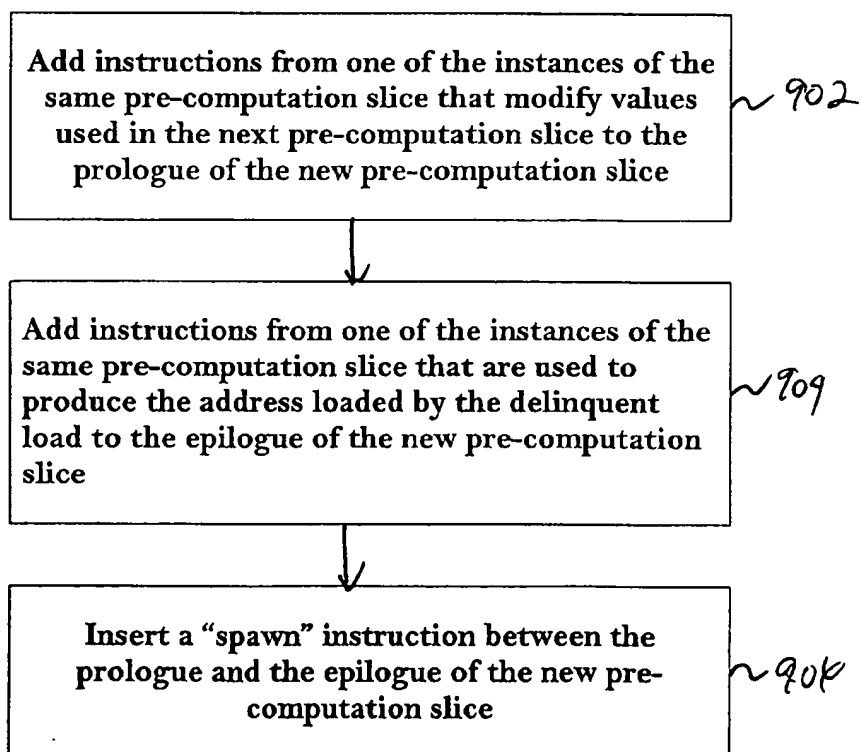 Add instructions from one of the instances of the
same pre-computation slice that modify values
used in the next pre-computation slice to the
prologue of the new pre-computation slice
902
Add instructions from one of the instances of the
same pre-computation slice that are used to
produce the address loaded by the delinquent
load to the epilogue of the new pre-computation
slice
904
Insert a “spawn” instruction between the
prologue and the epilogue of the new pre-
computation slice